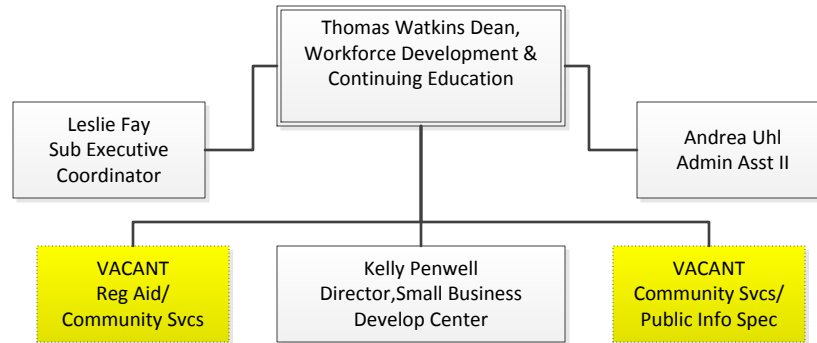 Thomas Watkins Dean,
Workforce Development &
Continuing Education
Leslie Fay
Sub Executive
Coordinator
Andrea Uhl
Admin Asst II
VACANT
Reg Aid/
Community Svcs
Kelly Penwell
Director,Small Business
Develop Center
VACANT
Community Svcs/
Public Info Spec